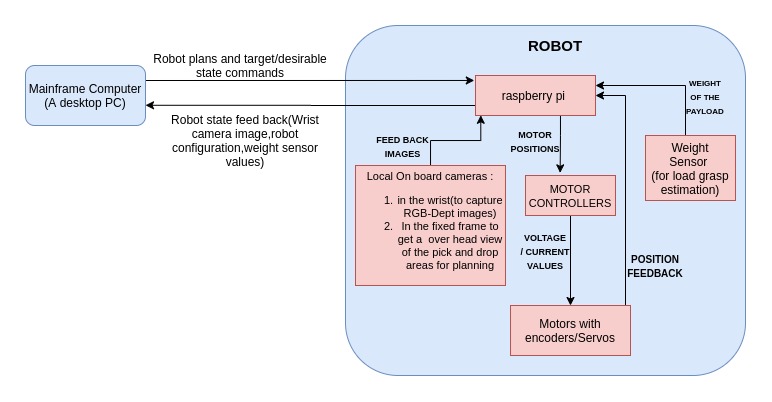 ROBOT
Robot plans and target/desirable
state commands
Mainframe Computer
(A desktop PC)
raspberry pi
WEIGHT
OF THE
PAYLOAD
Robot state feed back(Wrist
camera image,robot
configuration,weight sensor
values)
FEED BACK
IMAGES
MOTOR
POSITIONS
Weight
Sensor
(for load grasp
estimation)
Local On board cameras :
1. in the wrist(to capture
RGB-Dept images)
2. In the fixed frame to
get a over head view
of the pick and drop
areas for planning
MOTOR
CONTROLLERS
VOLTAGE
/ CURRENT
VALUES
POSITION
FEEDBACK
Motors with
encoders/Servos